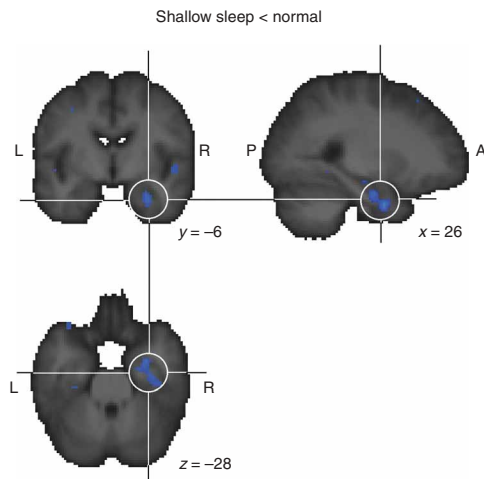 Shallow sleep < normal
L
R
P
A
y = –6
x = 26
L
R
z = –28